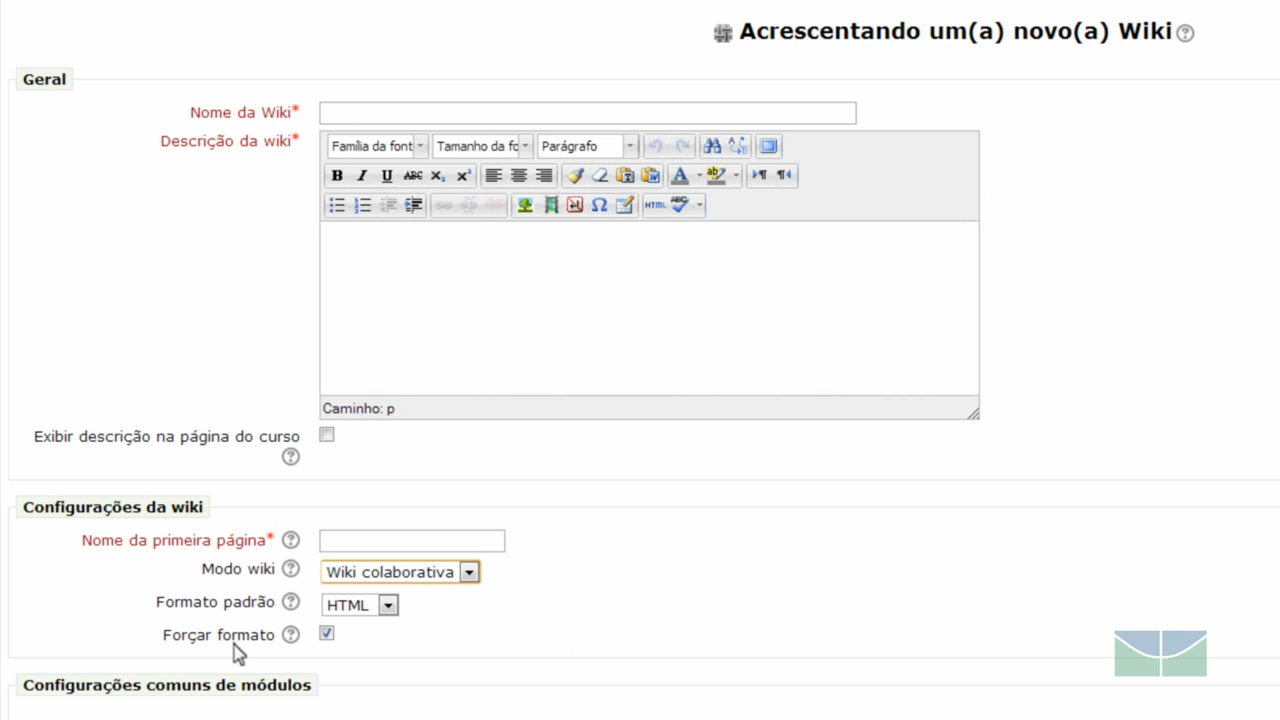 Acrescentando um(a) novo(a) Wiki
Geral
Nome da Wiki*
Descrição da wiki*
Família da font
Tamanho da fo
Parágrafo
B I U ABC X₂ X²
A ab
HTML ABC
Caminho: p
Exibir descrição na página do curso
Configurações da wiki
Nome da primeira página*
Modo wiki Wiki colaborativa
Formato padrão HTML
Forçar formato
Configurações comuns de módulos